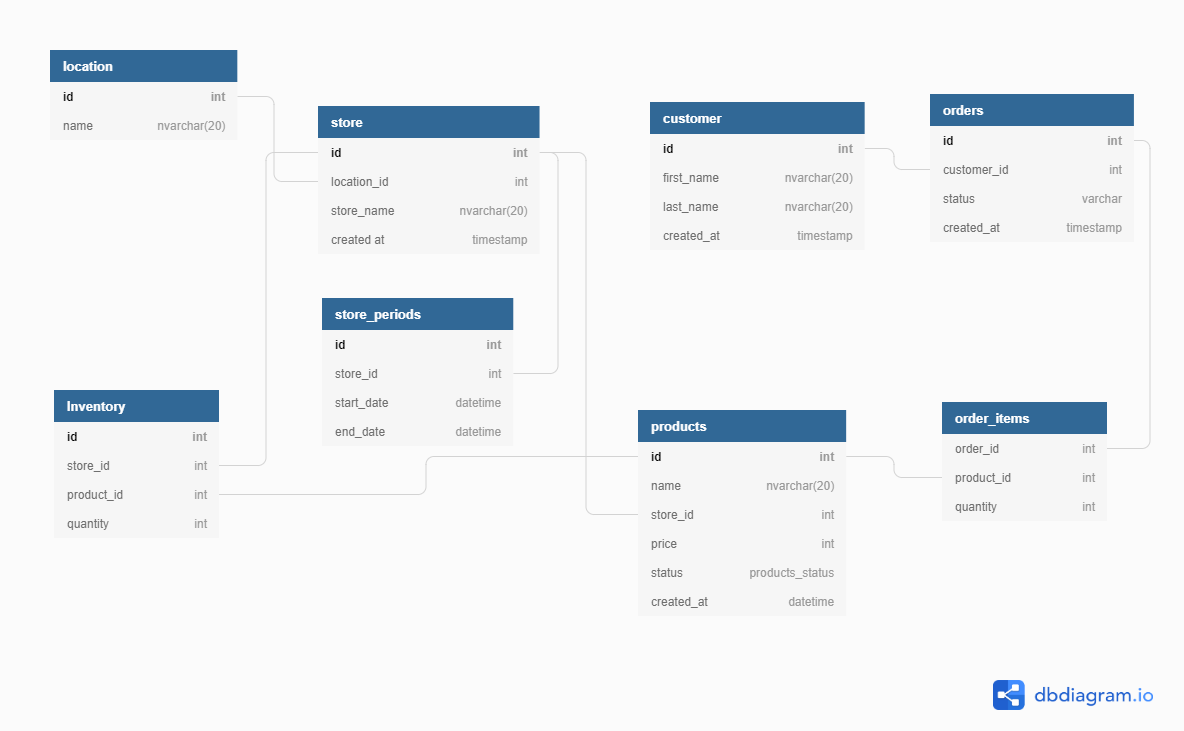 location
id int
name nvarchar(20)
store
id int
location_id int
store_name nvarchar(20)
created at timestamp
customer
id int
first_name nvarchar(20)
last_name nvarchar(20)
created_at timestamp
orders
id int
customer_id int
status varchar
created_at timestamp
store_periods
id int
store_id int
start_date datetime
end_date datetime
Inventory
id int
store_id int
product_id int
quantity int
products
id int
name nvarchar(20)
store_id int
price int
status products_status
created_at datetime
order_items
order_id int
product_id int
quantity int
dbdiagram.io